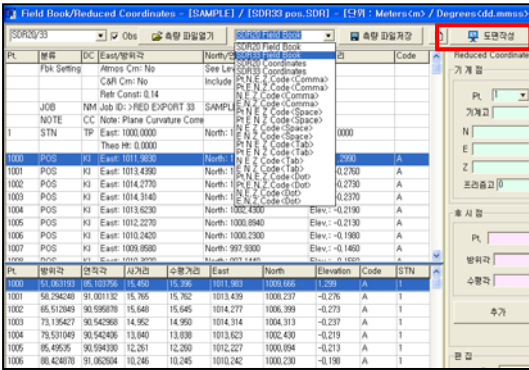 Field Book/Reduced Coordinates - [SAMPLE] / [SDR33 pos.SDR] - [단위 : Meters<m> / Degrees<dd.mmss>
SDR20/33 Obs 측량 파일열기 SDR20 Field Book 측량 파일저장 도면작성
SDR20 Field Book
SDR33 Field Book
SDR20 Coordinates
SDR33 Coordinates
Pt,N,E,Z,Code<Comma>
Pt,E,N,Z,Code<Comma>
N,E,Z,Code<Comma>
E,N,Z,Code<Comma>
Pt N E Z Code<Space>
Pt E N Z Code<Space>
N E Z Code<Space>
E N Z Code<Space>
Pt N E Z Code<Tab>
Pt E N Z Code<Tab>
N E Z Code<Tab>
E N Z Code<Tab>
Pt.N.E.Z.Code<Dot>
Pt.E.N.Z.Code<Dot>
N.E.Z.Code<Dot>
E.N.Z.Code<Dot>
Pt. 분류 DC East/방위각 Code
Fbk Setting Atmos Crn: No
C&R Crn: No Include
Retr Const: 0,14
JOB NM Job ID: >RED EXPORT 33 SAMPL
NOTE CC Note: Plane Curvature Corre
1 STN TP East: 1000,0000 North: 1 0000
Theo Ht: 0,0000
1000 POS KI East: 1011,9830 North: 1 ,2990 A
1001 POS KI East: 1013,4390 North: 1 0,2760 A
1002 POS KI East: 1014,2770 North: 1 0,2730 A
1003 POS KI East: 1014,3140 North: 1 0,2370 A
1004 POS KI East: 1013,6230 North: 1002,4300 Elev,: -0,2190 A
1005 POS KI East: 1012,2270 North: 1000,8940 Elev,: -0,2130 A
1006 POS KI East: 1010,2420 North: 1000,2300 Elev,: -0,1980 A
1007 POS KI East: 1009,8580 North: 997,9300 Elev,: -0,1460 A
Pt. 방위각 연직각 사거리 수평거리 East North Elevation Code STN
1000 51,063193 85,103756 15,450 15,396 1011,983 1009,666 1,299 A 1
1001 58,294248 91,001132 15,765 15,762 1013,439 1008,237 -0,276 A 1
1002 65,512849 90,595878 15,648 15,645 1014,277 1006,399 -0,273 A 1
1003 73,135427 90,542968 14,952 14,950 1014,314 1004,313 -0,237 A 1
1004 79,531049 90,542406 13,840 13,838 1013,623 1002,430 -0,219 A 1
1005 85,49535 90,594330 12,261 12,260 1012,227 1000,894 -0,213 A 1
1006 88,424878 91,062604 10,246 10,245 1010,242 1000,230 -0,198 A 1
Reduced Coordinate
기 계 점
Pt. 1
기계고
N
E
Z
프리즘고 0
후 시 점
Pt.
방위각
수평각
추가
편 집